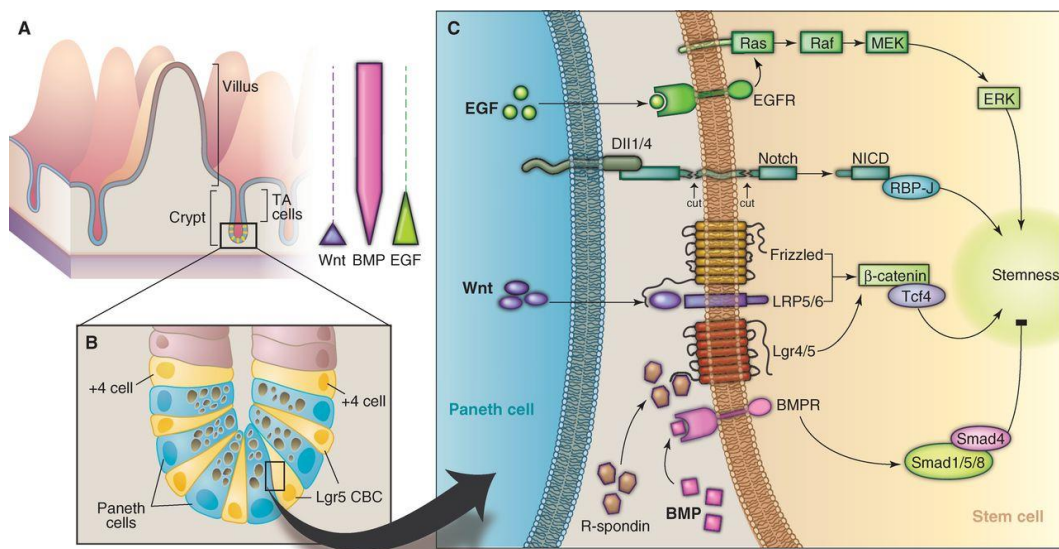 A
Villus
Crypt
TA
cells
Wnt
BMP
EGF
B
+4 cell
+4 cell
Paneth
cells
Lgr5 CBC
C
EGF
EGFR
Ras
Raf
MEK
ERK
Dll1/4
cut
cut
Notch
NICD
RBP-J
Wnt
Frizzled
LRP5/6
Lgr4/5
β-catenin
Tcf4
Stemness
Paneth cell
R-spondin
BMP
BMPR
Smad4
Smad1/5/8
Stem cell